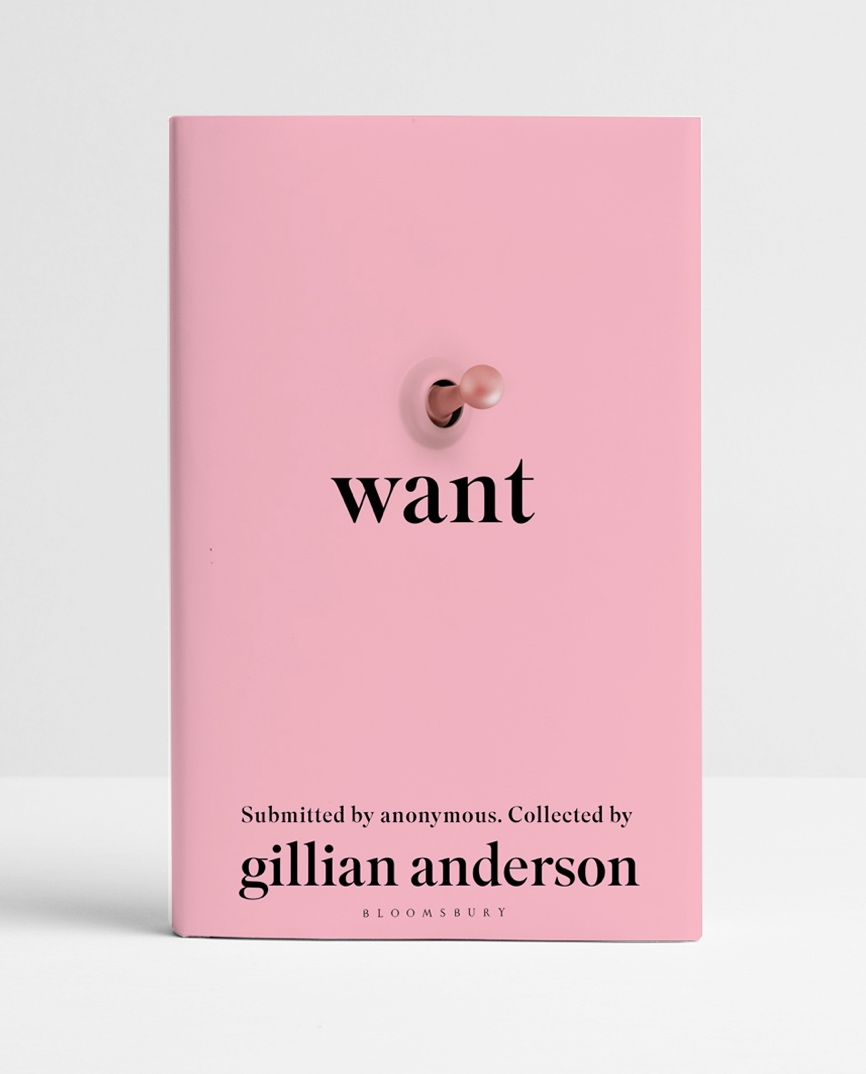 want
Submitted by anonymous. Collected by
gillian anderson
BLOOMSBURY